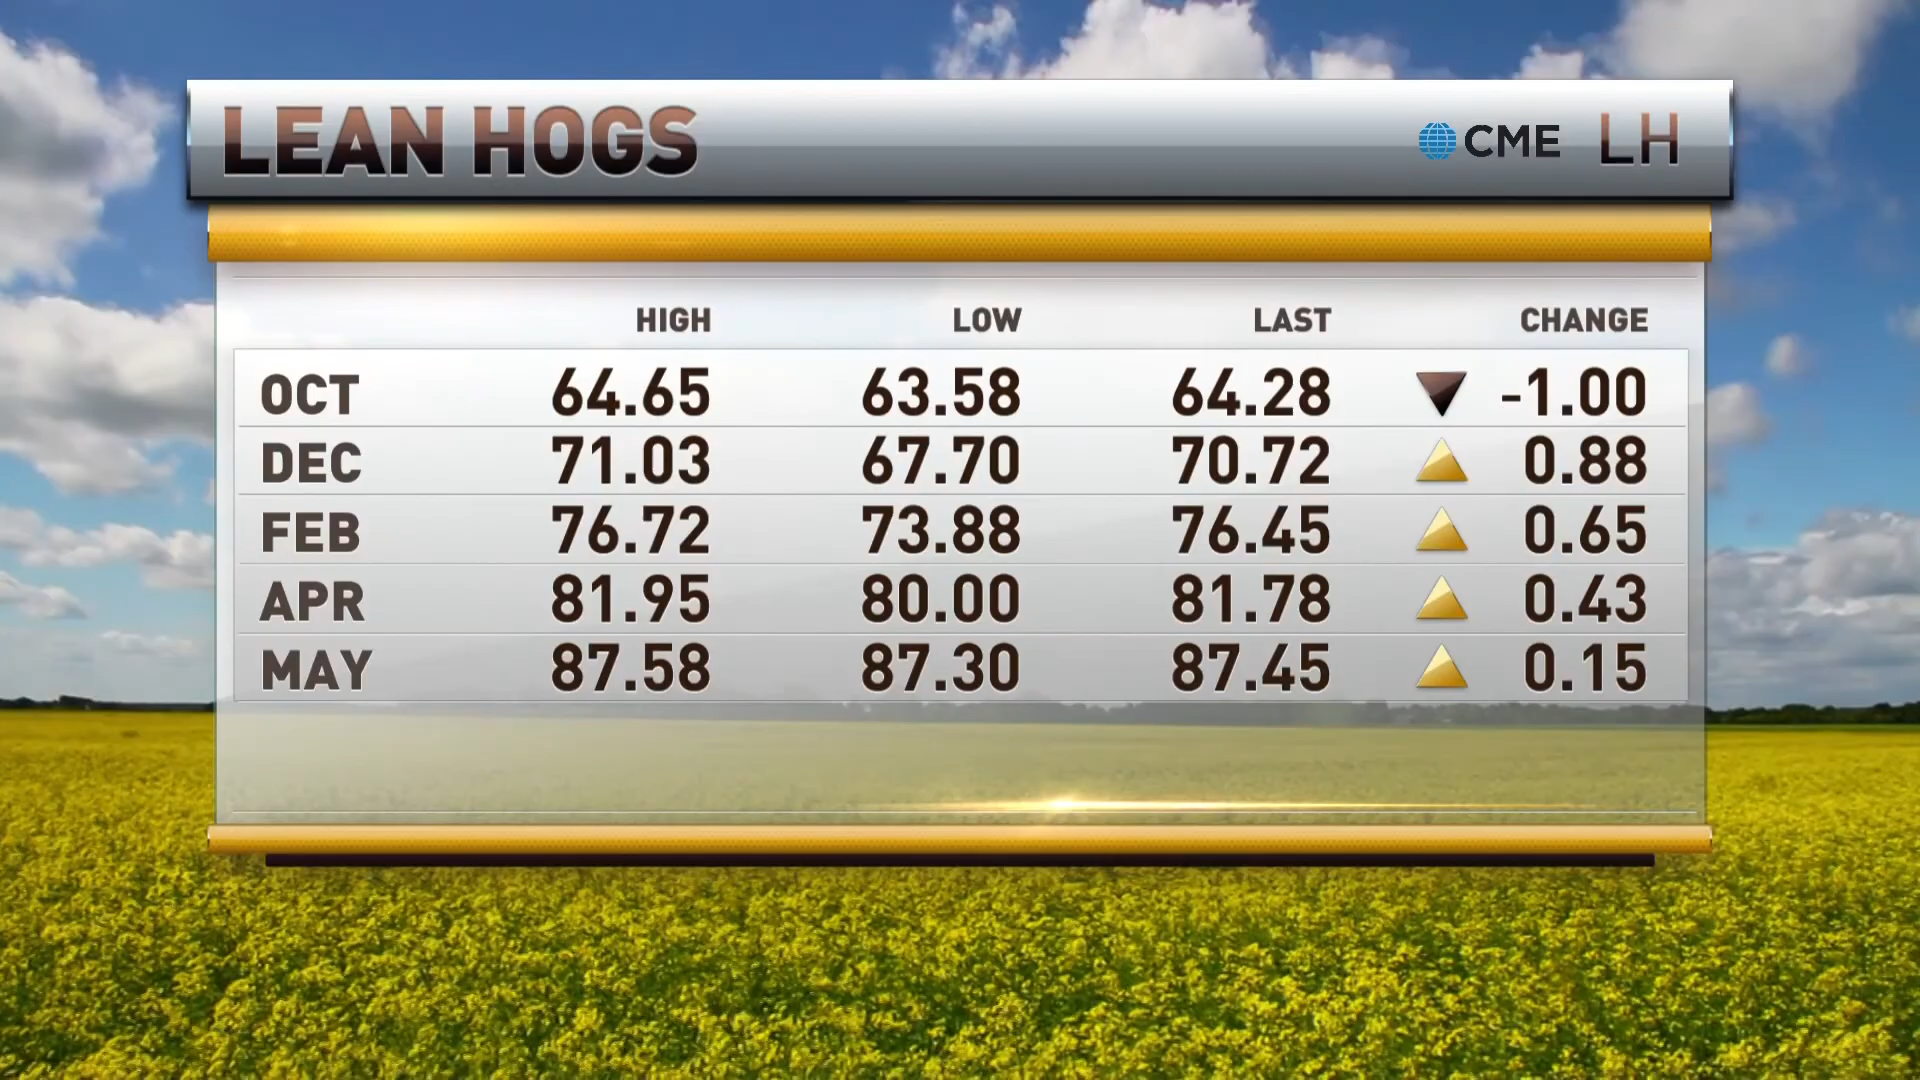 LEAN HOGS CME LH
HIGH LOW LAST CHANGE
OCT 64.65 63.58 64.28 -1.00
DEC 71.03 67.70 70.72 0.88
FEB 76.72 73.88 76.45 0.65
APR 81.95 80.00 81.78 0.43
MAY 87.58 87.30 87.45 0.15